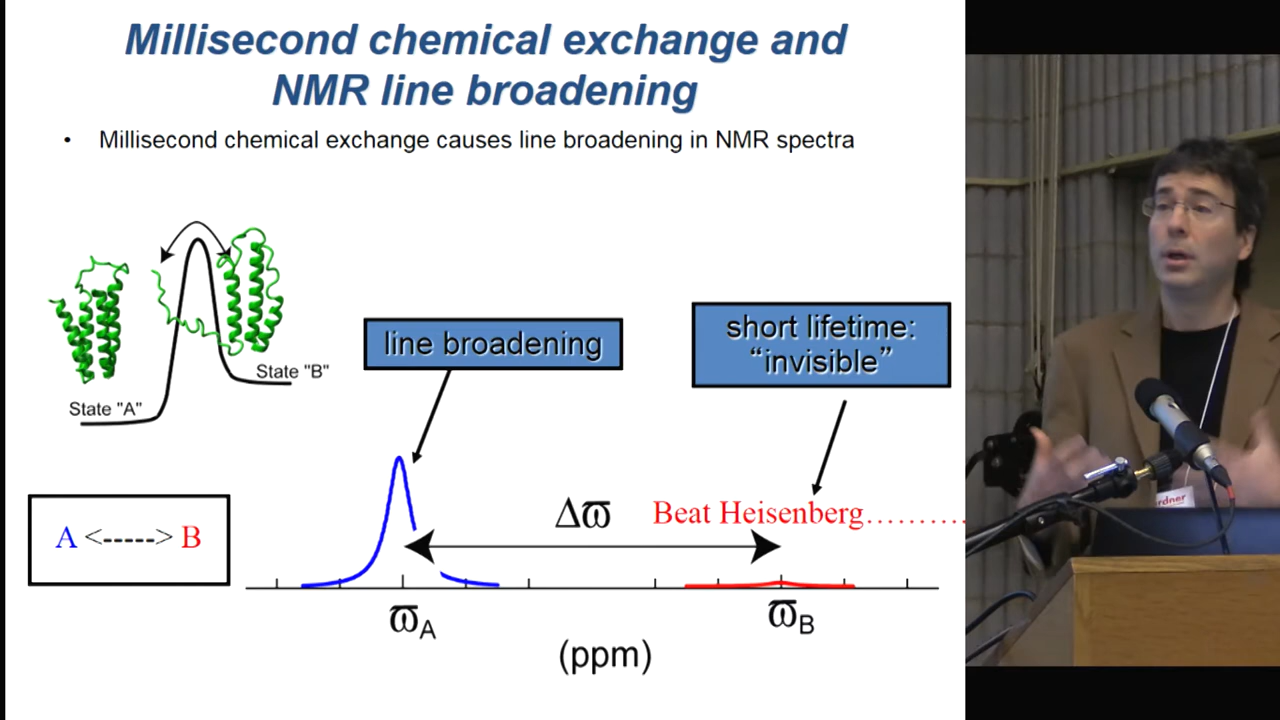 Millisecond chemical exchange and
NMR line broadening
• Millisecond chemical exchange causes line broadening in NMR spectra
State "A"
State "B"
line broadening
short lifetime:
“invisible”
A <-----> B
Δϖ
Beat Heisenberg..........
ϖA
ϖB
(ppm)
rdner